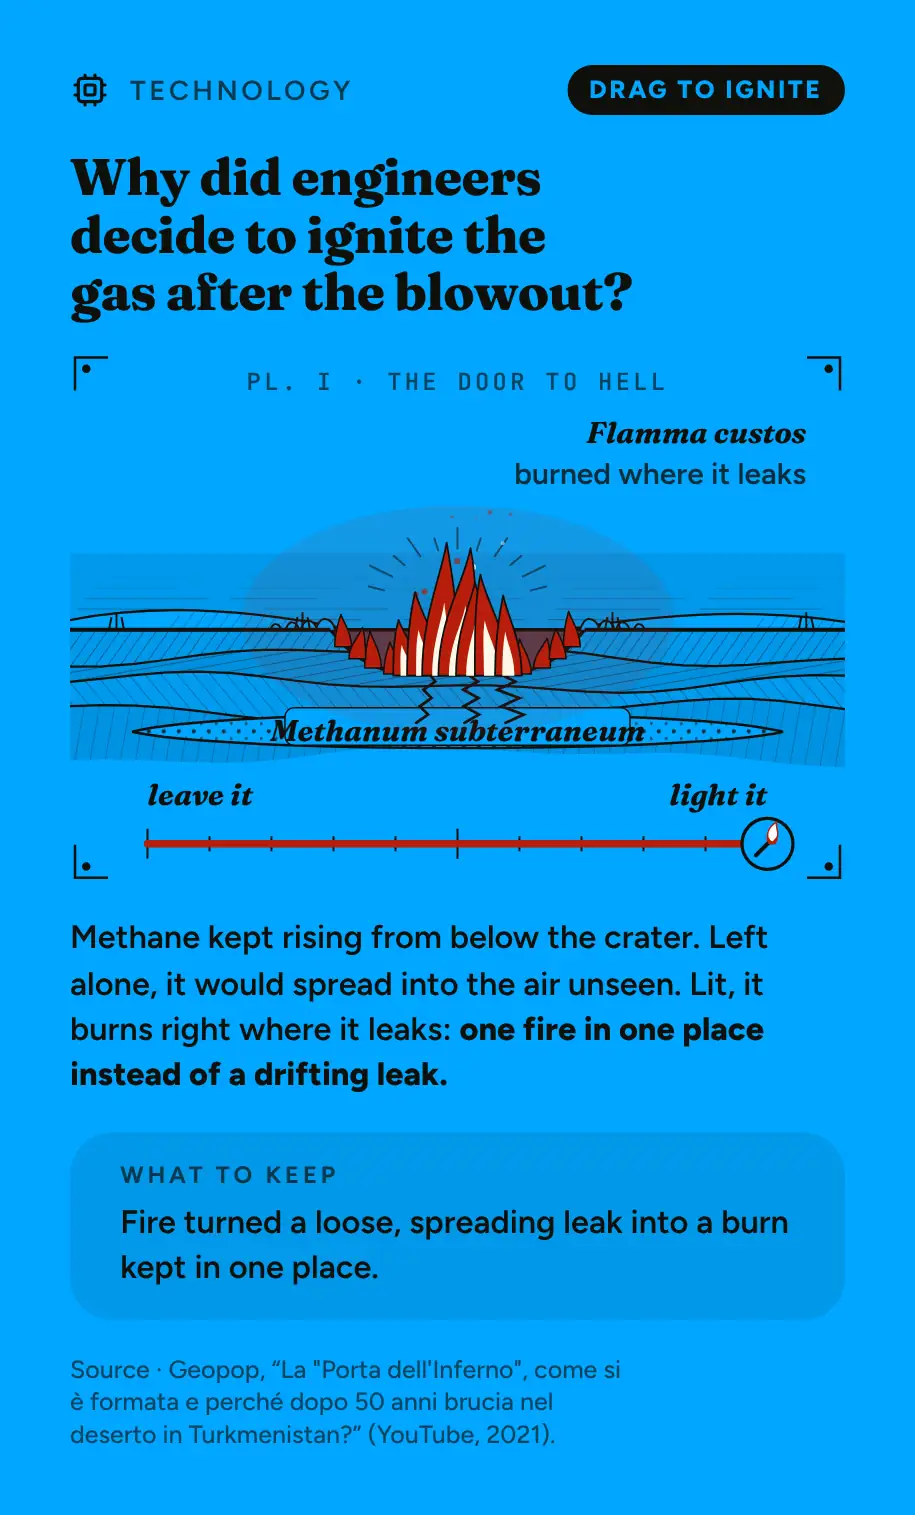 TECHNOLOGY
DRAG TO IGNITE
Why did engineers
decide to ignite the
gas after the blowout?
PL. I · THE DOOR TO HELL
Flamma custos
burned where it leaks
Methanum subterraneum
leave it
light it
Methane kept rising from below the crater. Left
alone, it would spread into the air unseen. Lit, it
burns right where it leaks: one fire in one place
instead of a drifting leak.
WHAT TO KEEP
Fire turned a loose, spreading leak into a burn
kept in one place.
Source · Geopop, “La "Porta dell'Inferno", come si
è formata e perché dopo 50 anni brucia nel
deserto in Turkmenistan?” (YouTube, 2021).